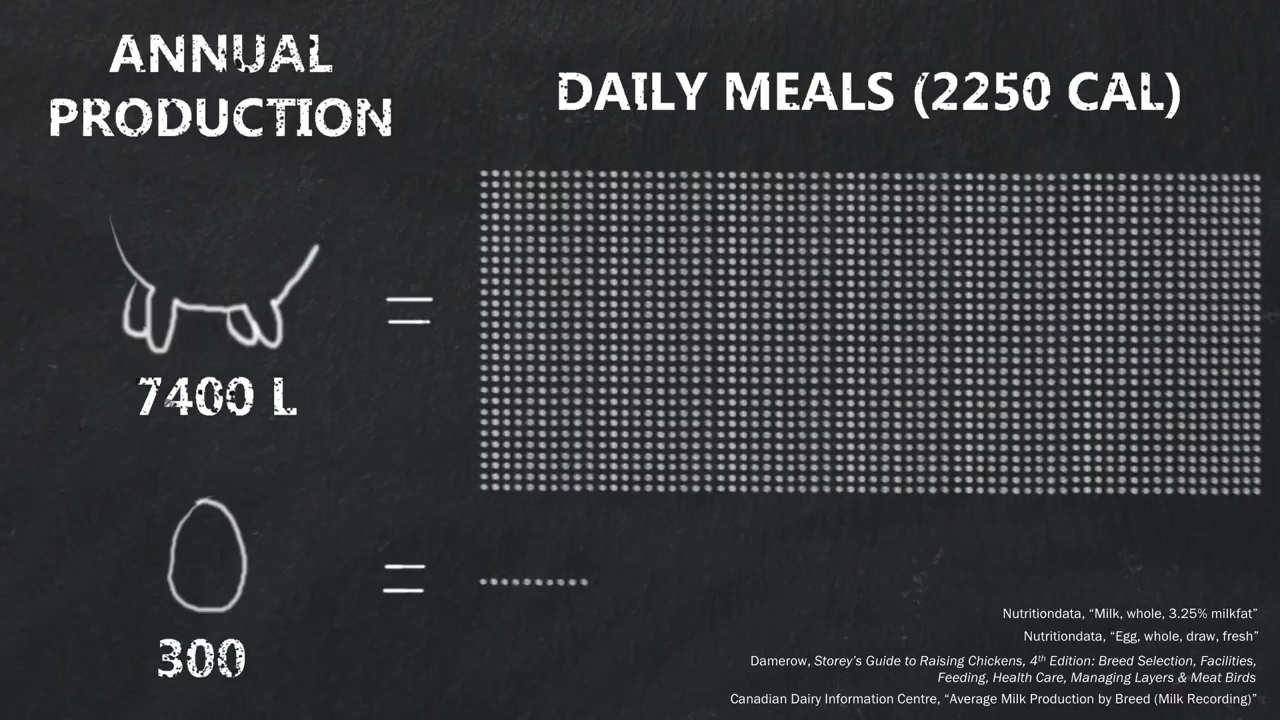 ANNUAL
PRODUCTION
DAILY MEALS (2250 CAL)
7400 L
300
Nutritiondata, “Milk, whole, 3.25% milkfat”
Nutritiondata, “Egg, whole, draw, fresh”
Damerow, Storey’s Guide to Raising Chickens, 4th Edition: Breed Selection, Facilities,
Feeding, Health Care, Managing Layers & Meat Birds
Canadian Dairy Information Centre, “Average Milk Production by Breed (Milk Recording)”